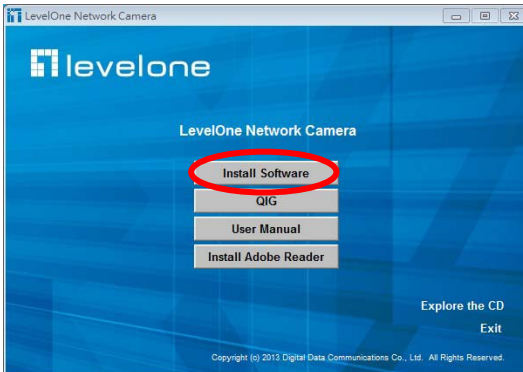 LevelOne Network Camera
levelone
LevelOne Network Camera
Install Software
QIG
User Manual
Install Adobe Reader
Explore the CD
Exit
Copyright (c) 2013 Digital Data Communications Co., Ltd. All Rights Reserved.